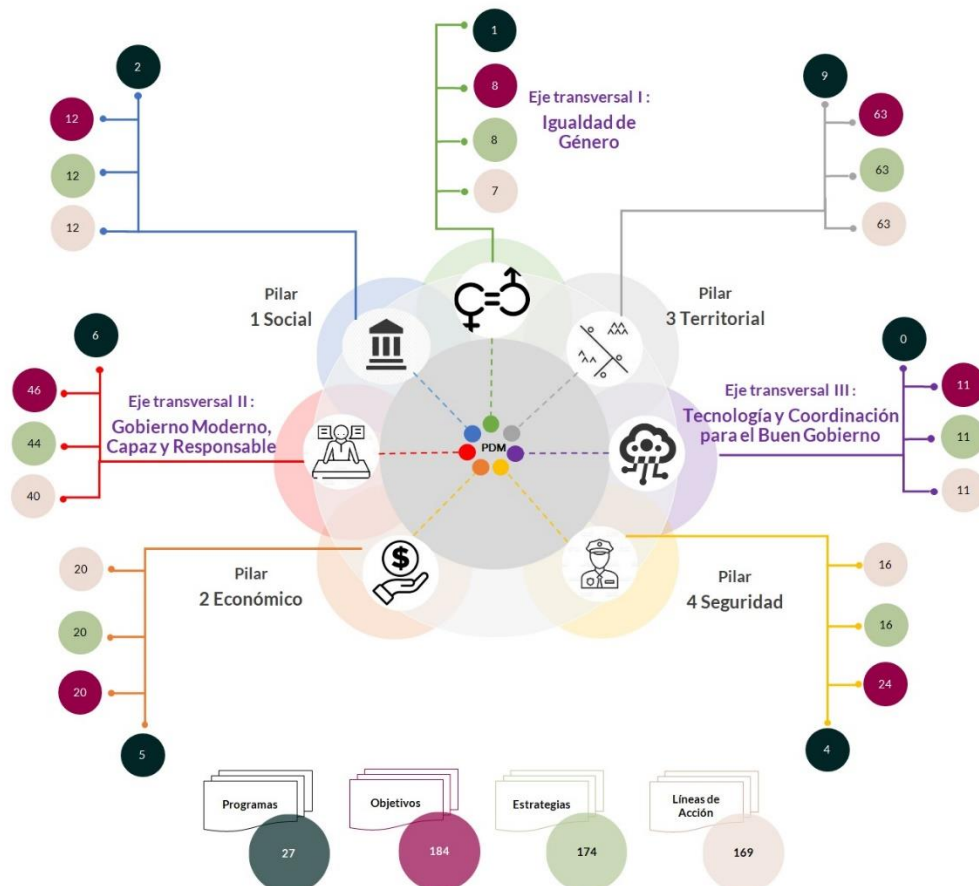 1
8
8
7
Eje transversal I :
Igualdad de
Género
2
12
12
12
9
63
63
63
Pilar
1 Social
Pilar
3 Territorial
6
46
44
40
Eje transversal II :
Gobierno Moderno,
Capaz y Responsable
PDM
0
11
11
11
Eje transversal III :
Tecnología y Coordinación
para el Buen Gobierno
$
Pilar
2 Económico
20
20
20
5
Pilar
4 Seguridad
16
16
24
4
Programas
27
Objetivos
184
Estrategias
174
Líneas de
Acción
169